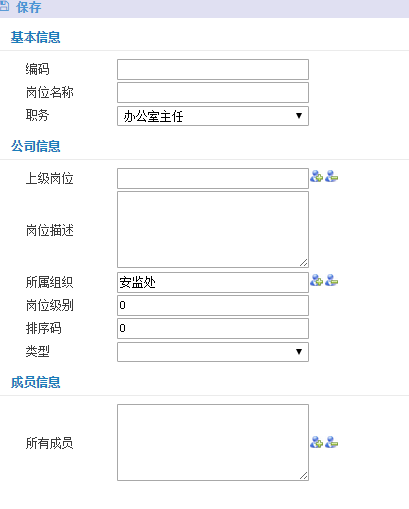 保存
基本信息
编码
岗位名称
职务 办公室主任
公司信息
上级岗位
岗位描述
所属组织 安监处
岗位级别 0
排序码 0
类型
成员信息
所有成员